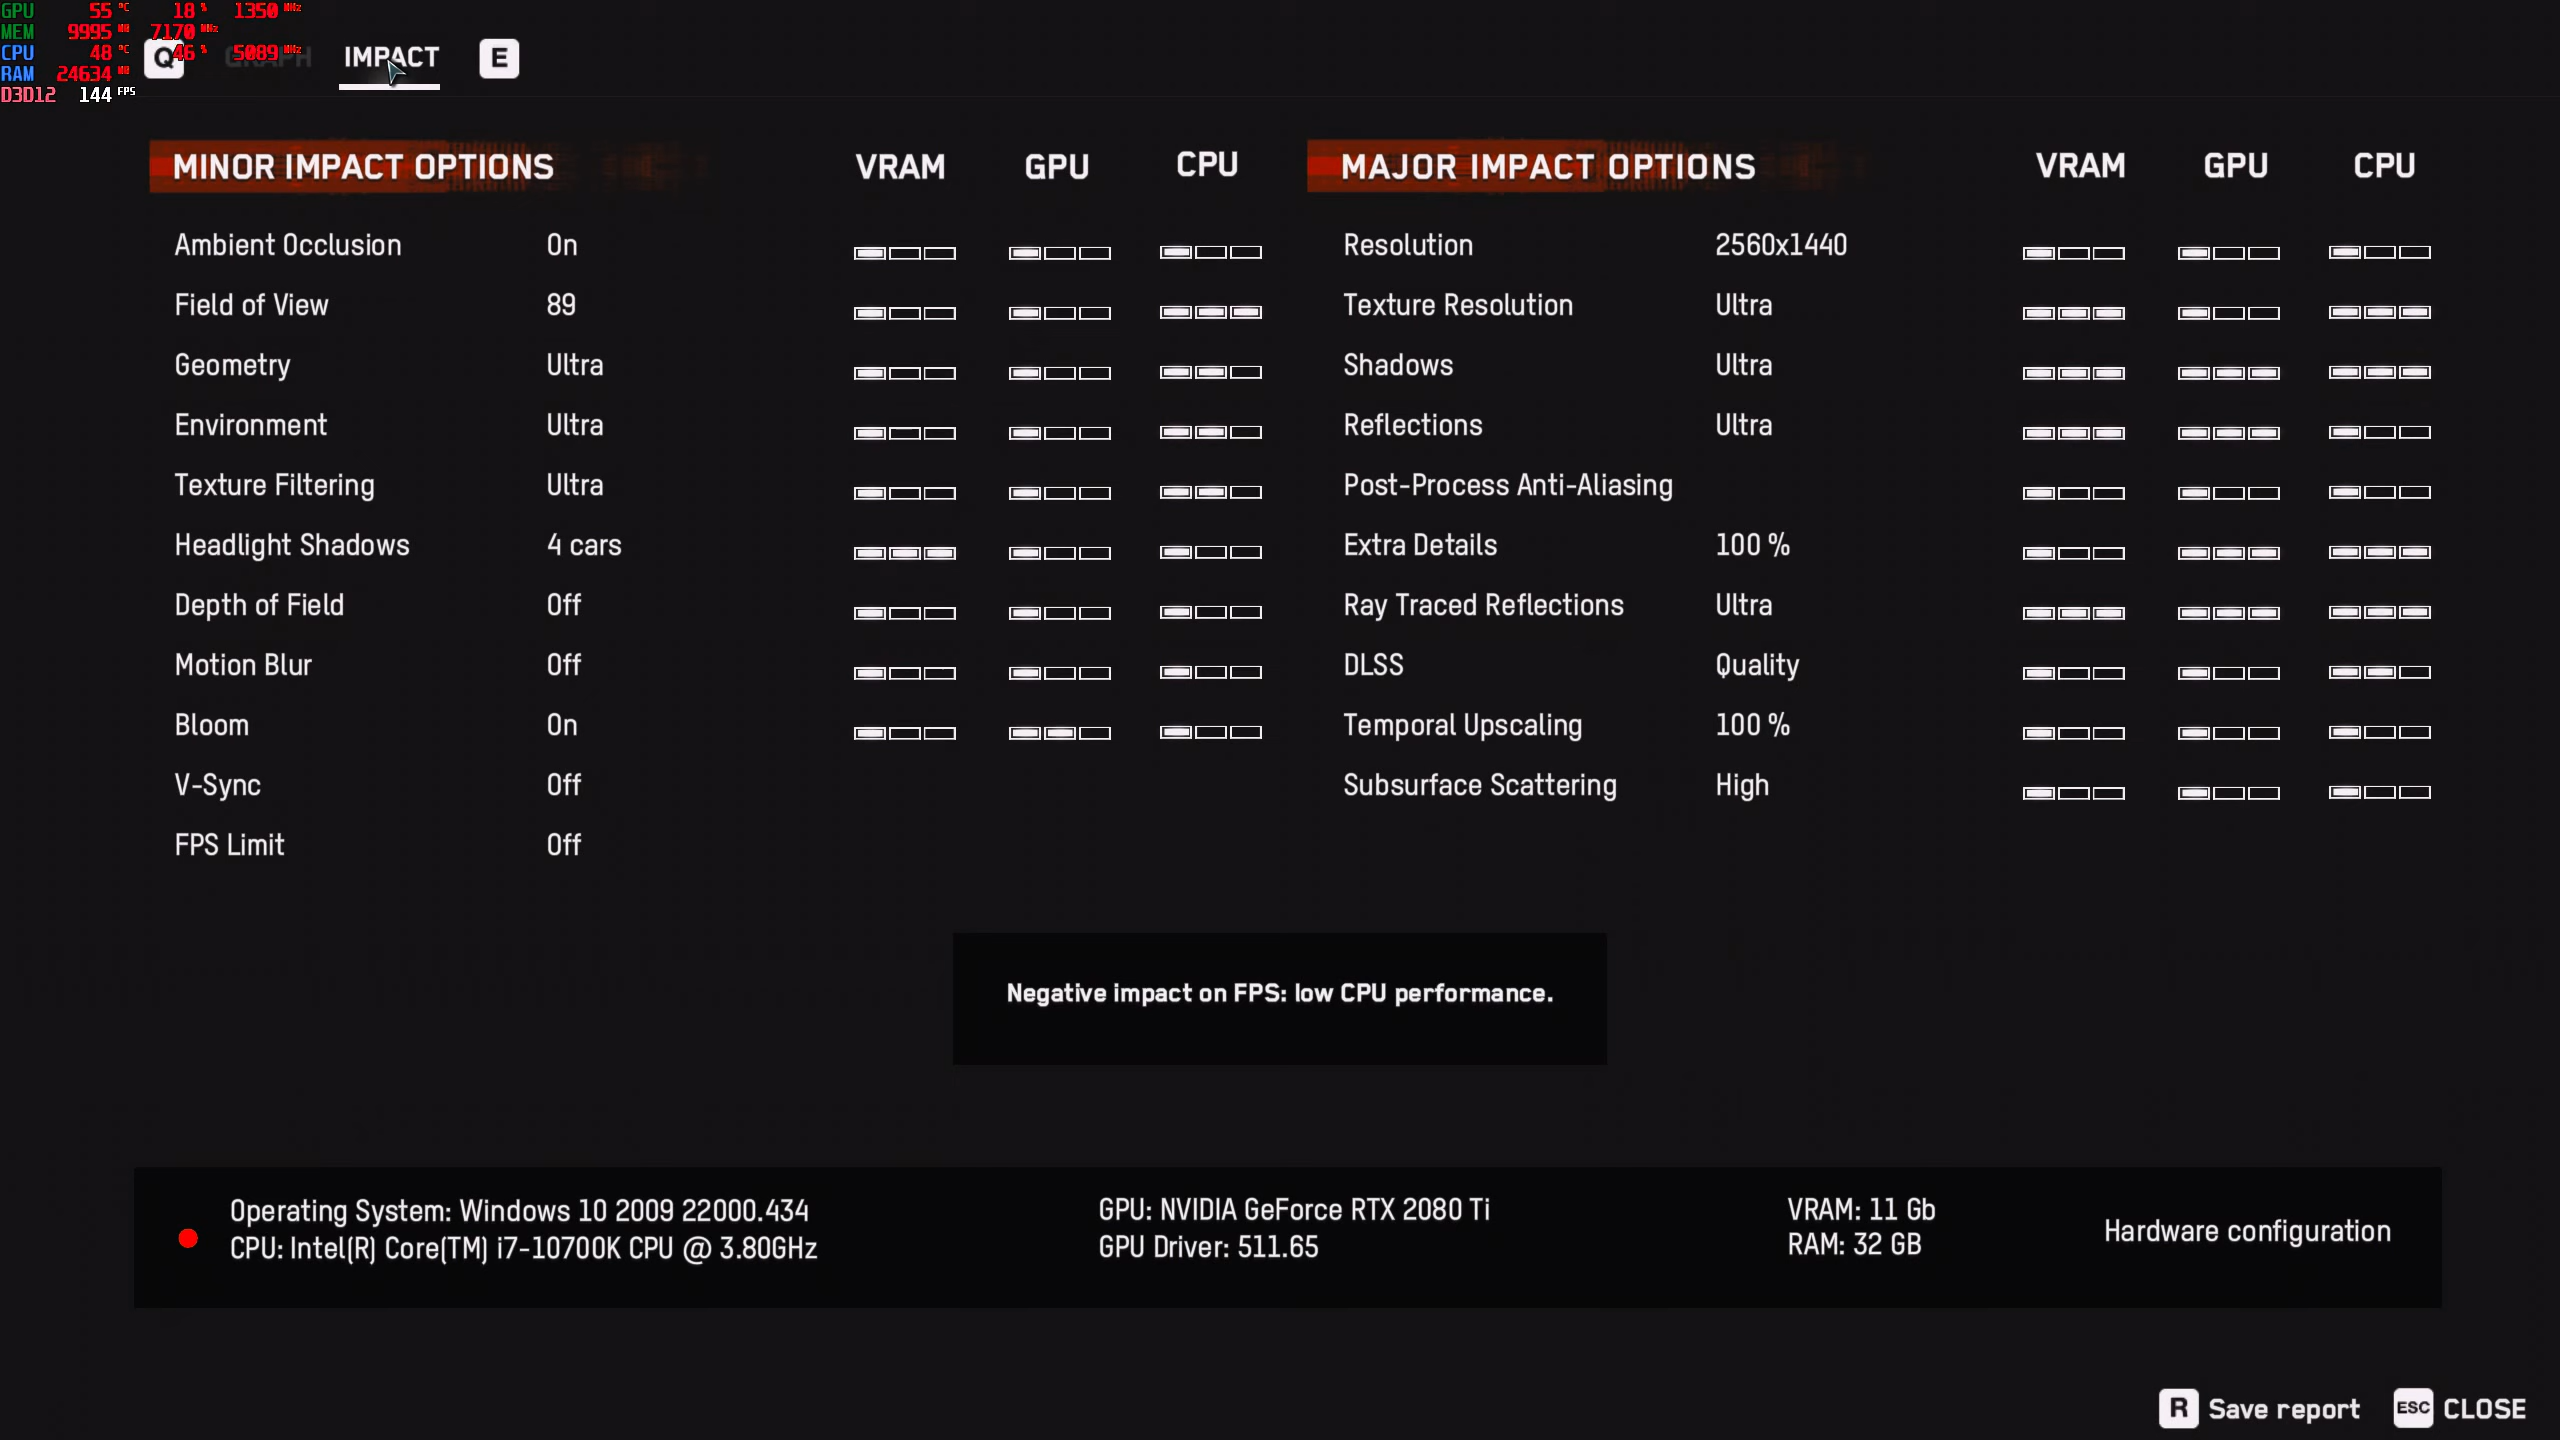 GPU 55 °C 18 % 1350 MHz
MEM 9995 MB 7170 MHz
CPU 48 °C 46 % 5089 MHz
RAM 24634 MB
D3D12 144 FPS
Q GRAPH IMPACT E
MINOR IMPACT OPTIONS VRAM GPU CPU
Ambient Occlusion On
Field of View 89
Geometry Ultra
Environment Ultra
Texture Filtering Ultra
Headlight Shadows 4 cars
Depth of Field Off
Motion Blur Off
Bloom On
V-Sync Off
FPS Limit Off
MAJOR IMPACT OPTIONS VRAM GPU CPU
Resolution 2560x1440
Texture Resolution Ultra
Shadows Ultra
Reflections Ultra
Post-Process Anti-Aliasing
Extra Details 100 %
Ray Traced Reflections Ultra
DLSS Quality
Temporal Upscaling 100 %
Subsurface Scattering High
Negative impact on FPS: low CPU performance.
Operating System: Windows 10 2009 22000.434
CPU: Intel(R) Core(TM) i7-10700K CPU @ 3.80GHz
GPU: NVIDIA GeForce RTX 2080 Ti
GPU Driver: 511.65
VRAM: 11 Gb
RAM: 32 GB
Hardware configuration
R Save report ESC CLOSE